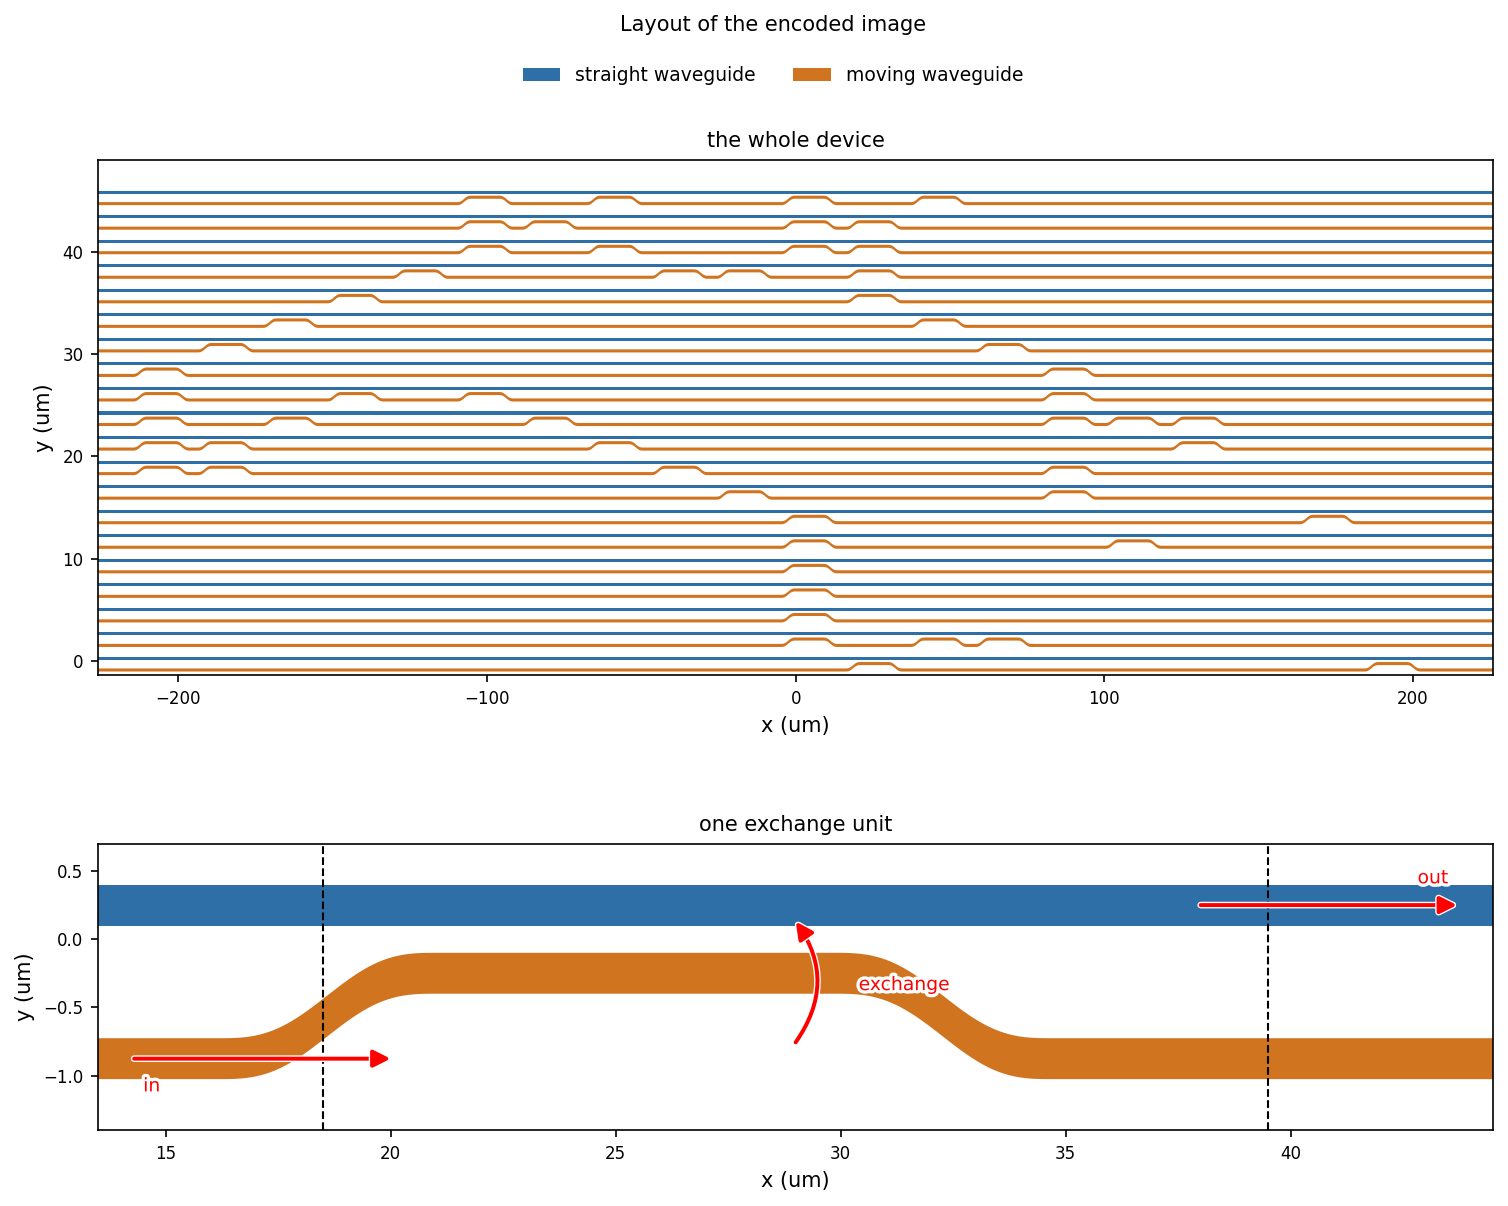 Layout of the encoded image
straight waveguide moving waveguide
the whole device
40
30
20
10
0
y (um)
−200 −100 0 100 200
x (um)
one exchange unit
0.5
0.0
−0.5
−1.0
y (um)
out
exchange
in
15 20 25 30 35 40
x (um)